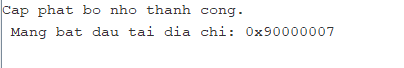 Cap phat bo nho thanh cong.
Mang bat dau tai dia chi: 0x90000007